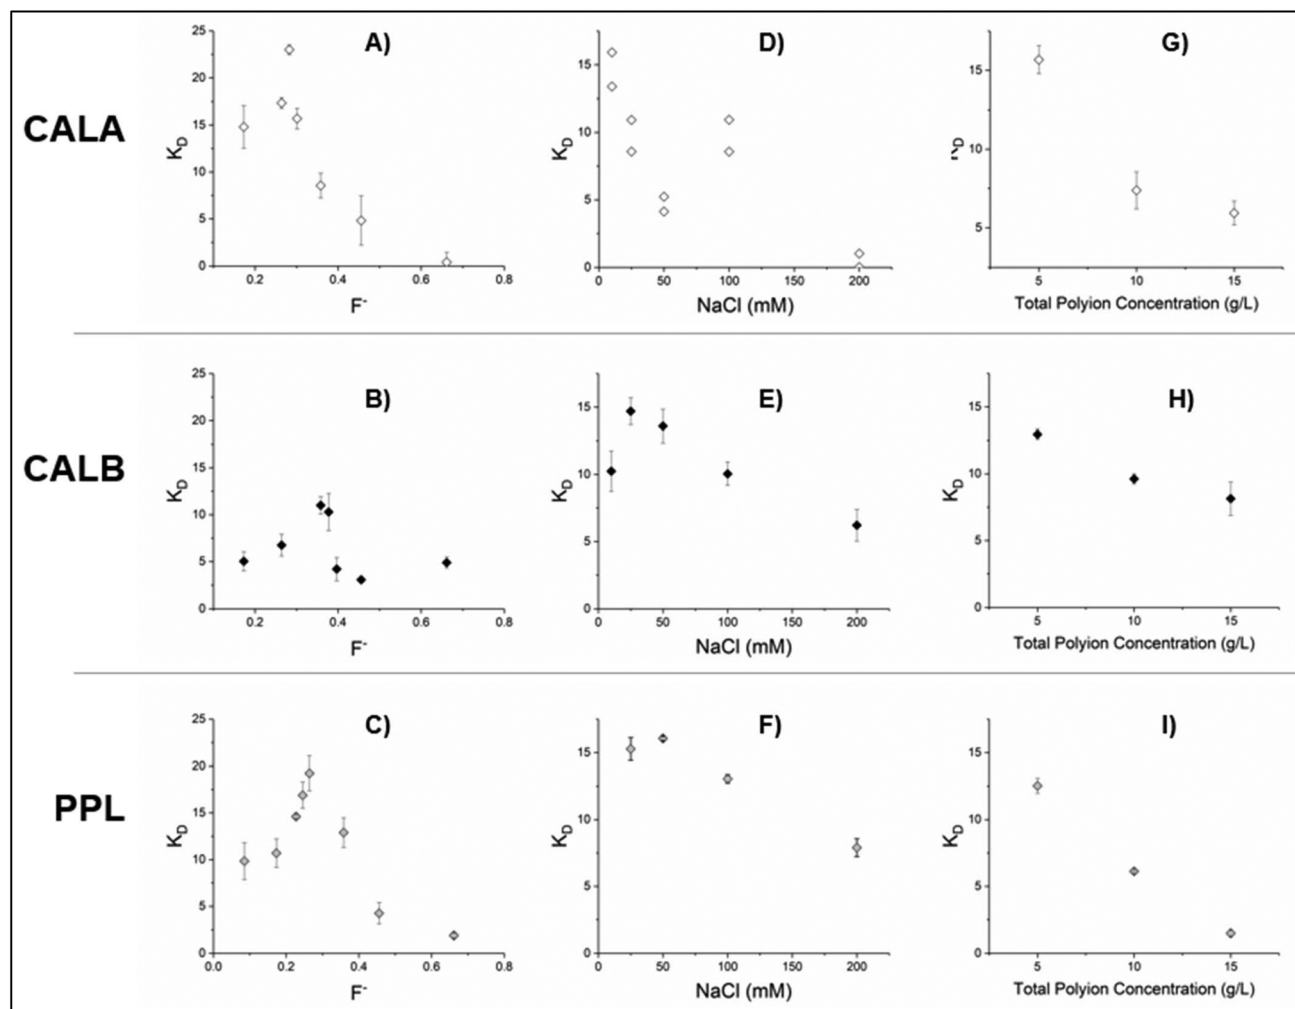 CALA
A)
K_D
25
20
15
10
5
0
0.2 0.4 0.6 0.8
F⁻
D)
K_D
15
10
5
0
0 50 100 150 200
NaCl (mM)
G)
15
10
5
5 10 15
Total Polyion Concentration (g/L)
CALB
B)
K_D
25
20
15
10
5
0
0.2 0.4 0.6 0.8
F⁻
E)
K_D
15
10
5
0
0 50 100 150 200
NaCl (mM)
H)
K_D
15
10
5
0
5 10 15
Total Polyion Concentration (g/L)
PPL
C)
K_D
25
20
15
10
5
0
0.0 0.2 0.4 0.6 0.8
F⁻
F)
K_D
15
10
5
0
0 50 100 150 200
NaCl (mM)
I)
K_D
15
10
5
0
5 10 15
Total Polyion Concentration (g/L)